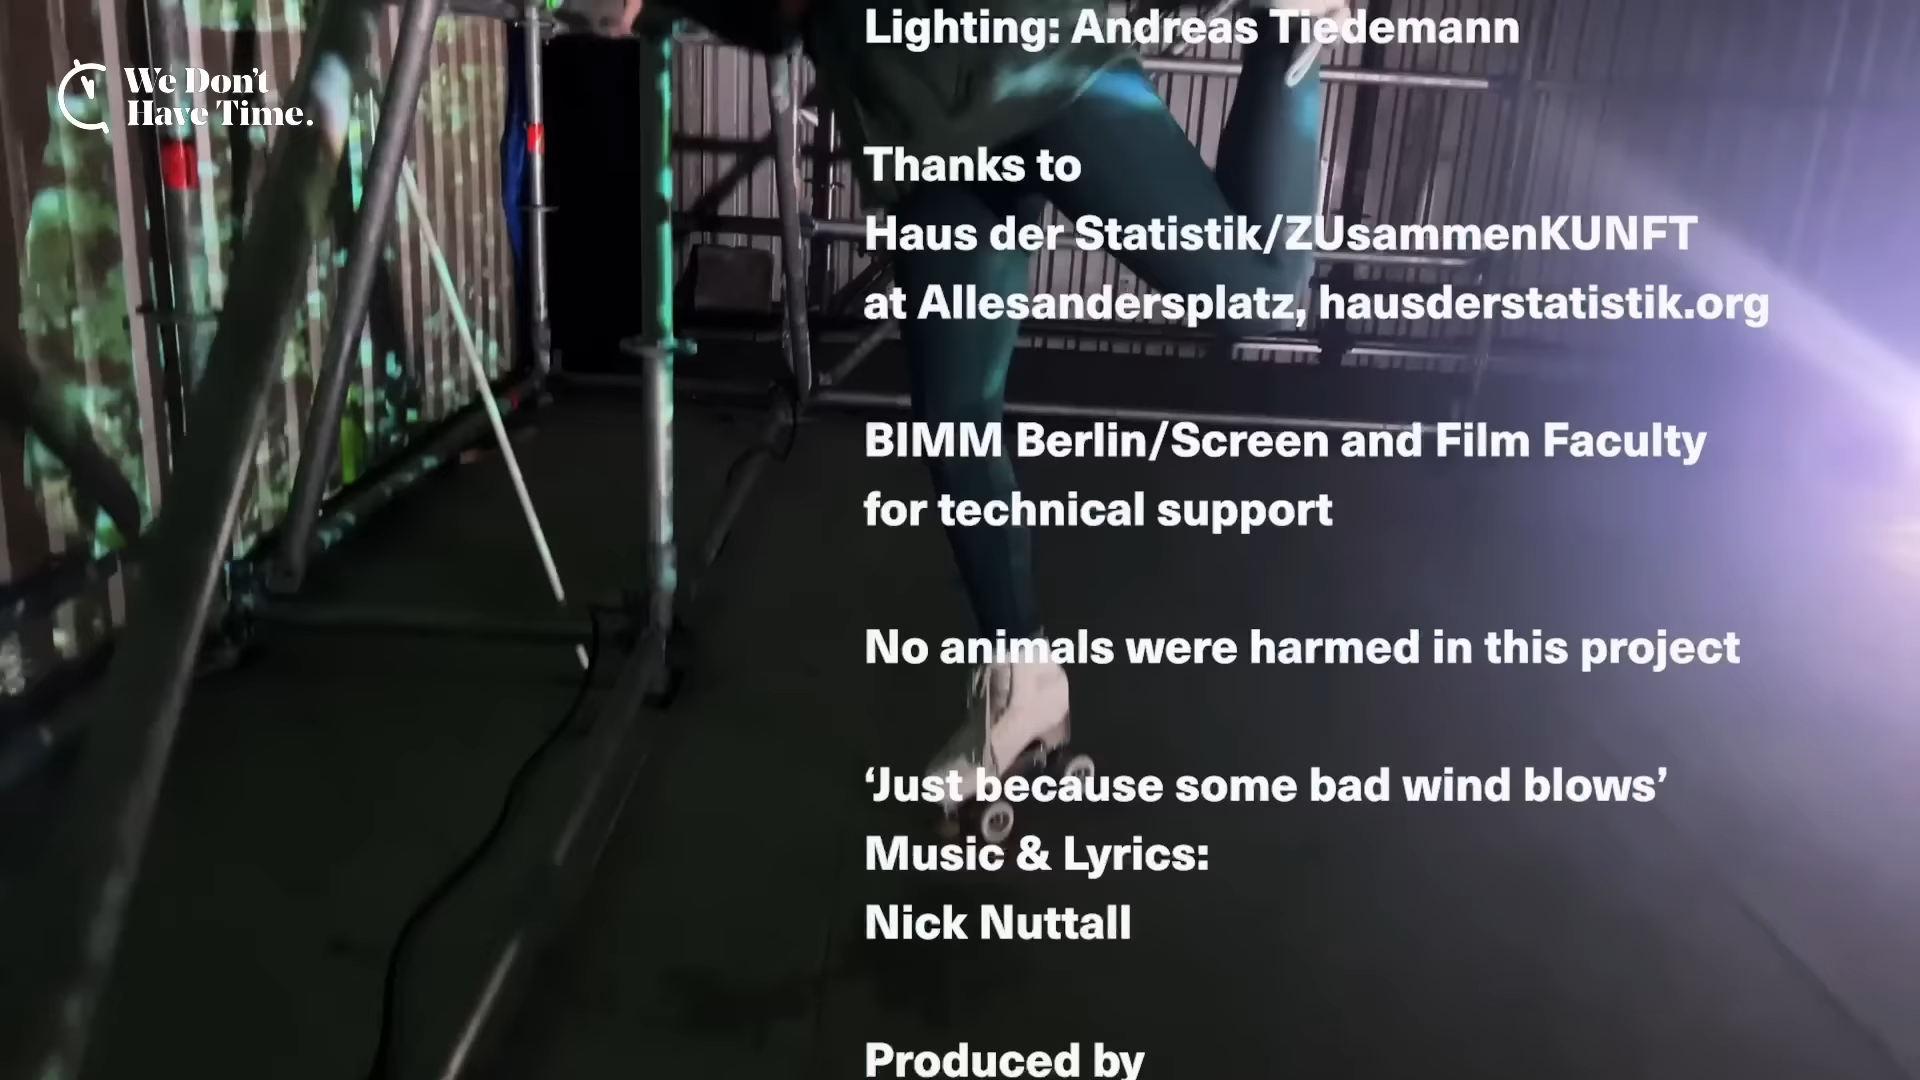 We Don't
Have Time.
Lighting: Andreas Tiedemann
Thanks to
Haus der Statistik/ZUsammenKUNFT
at Allesandersplatz, hausderstatistik.org
BIMM Berlin/Screen and Film Faculty
for technical support
No animals were harmed in this project
‘Just because some bad wind blows’
Music & Lyrics:
Nick Nuttall
Produced by